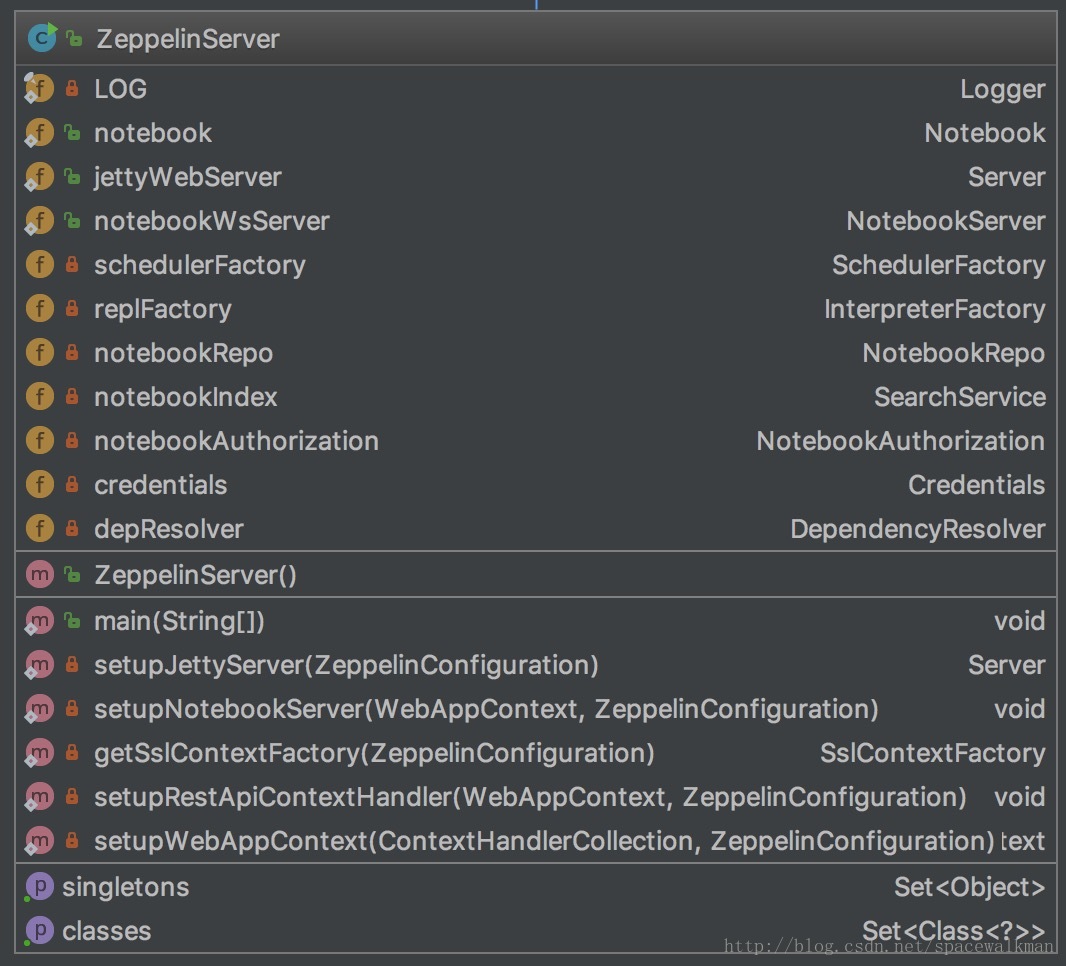 ZeppelinServer
LOG Logger
notebook Notebook
jettyWebServer Server
notebookWsServer NotebookServer
schedulerFactory SchedulerFactory
replFactory InterpreterFactory
notebookRepo NotebookRepo
notebookIndex SearchService
notebookAuthorization NotebookAuthorization
credentials Credentials
depResolver DependencyResolver
ZeppelinServer()
main(String[]) void
setupJettyServer(ZeppelinConfiguration) Server
setupNotebookServer(WebAppContext, ZeppelinConfiguration) void
getSslContextFactory(ZeppelinConfiguration) SslContextFactory
setupRestApiContextHandler(WebAppContext, ZeppelinConfiguration) void
setupWebAppContext(ContextHandlerCollection, ZeppelinConfiguration) text
singletons Set<Object>
classes Set<Class<?>>
http://blog.csdn.net/spacewalkman